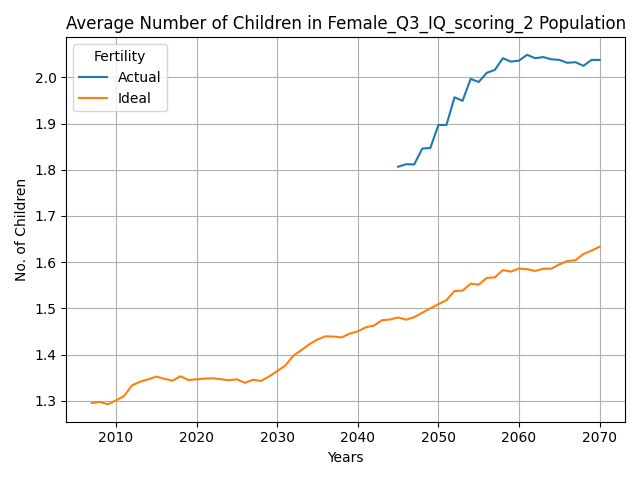 Average Number of Children in Female_Q3_IQ_scoring_2 Population
Fertility
Actual
Ideal
No. of Children
2.0
1.9
1.8
1.7
1.6
1.5
1.4
1.3
2010 2020 2030 2040 2050 2060 2070
Years